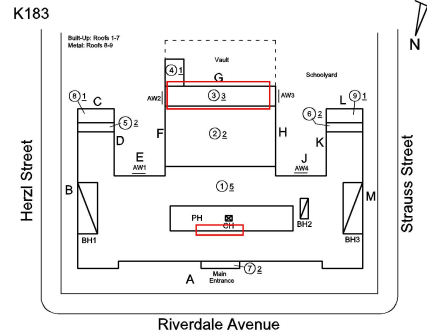 K183
N
Built-Up: Roofs 1-7
Metal: Roofs 8-9
Vault
Schoolyard
4 1
G
AW2
3 3
AW3
8 1
C
9 1
L
5 2
6 2
D
F
2 2
H
K
E
AW1
J
AW4
Herzl Street
B
1 5
M
Strauss Street
PH
CH
BH1
BH2
BH3
7 2
A
Main
Entrance
Riverdale Avenue